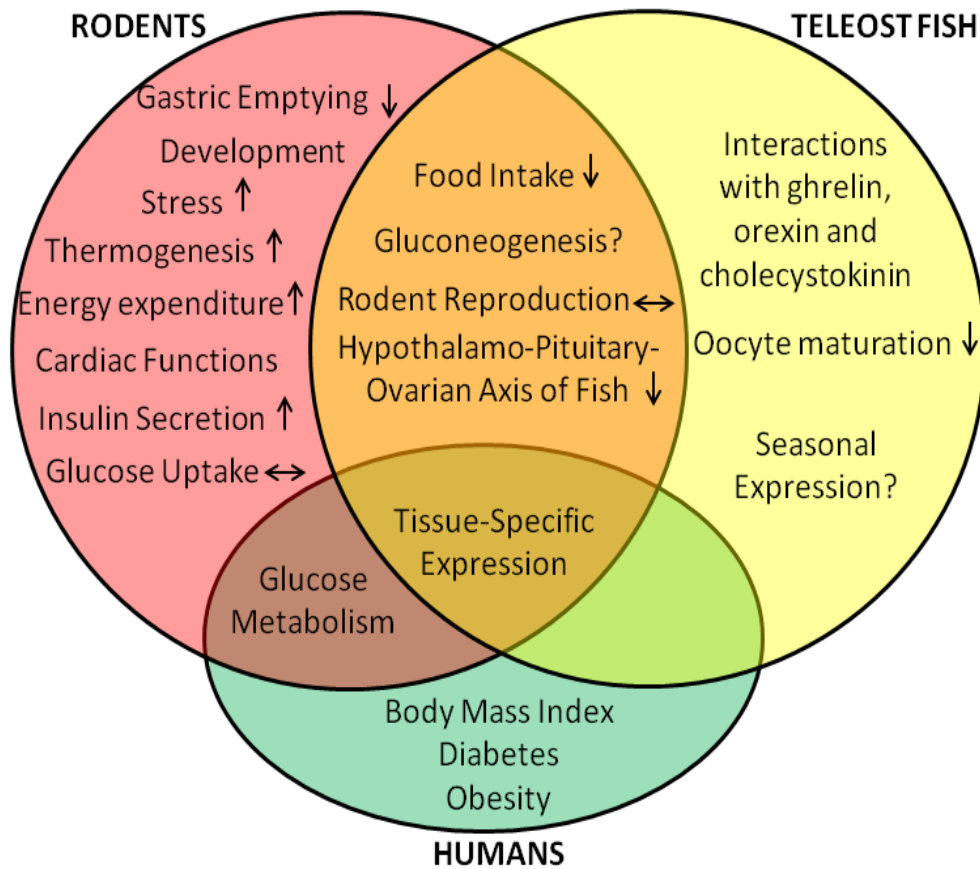 RODENTS
TELEOST FISH
Gastric Emptying ↓
Development
Stress ↑
Thermogenesis ↑
Energy expenditure ↑
Cardiac Functions
Insulin Secretion ↑
Glucose Uptake ↔
Food Intake ↓
Gluconeogenesis?
Rodent Reproduction ↔
Hypothalamo-Pituitary-
Ovarian Axis of Fish ↓
Interactions
with ghrelin,
orexin and
cholecystokinin
Oocyte maturation ↓
Seasonal
Expression?
Tissue-Specific
Expression
Glucose
Metabolism
Body Mass Index
Diabetes
Obesity
HUMANS